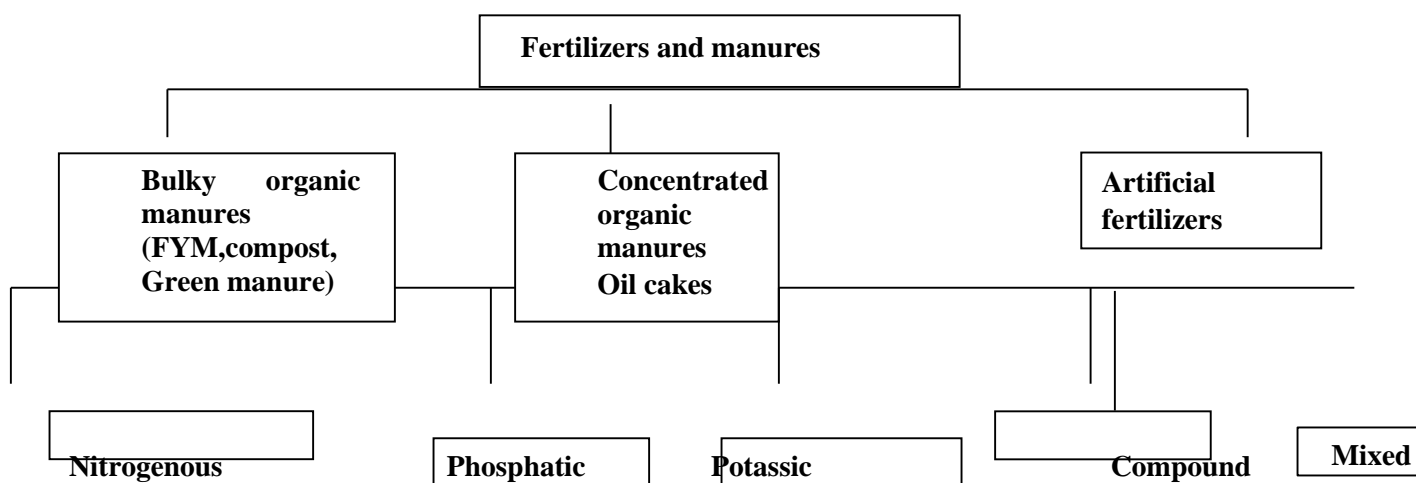 Fertilizers and manures
Bulky organic
manures
(FYM,compost,
Green manure)
Concentrated
organic
manures
Oil cakes
Artificial
fertilizers
Nitrogenous
Phosphatic
Potassic
Compound
Mixed